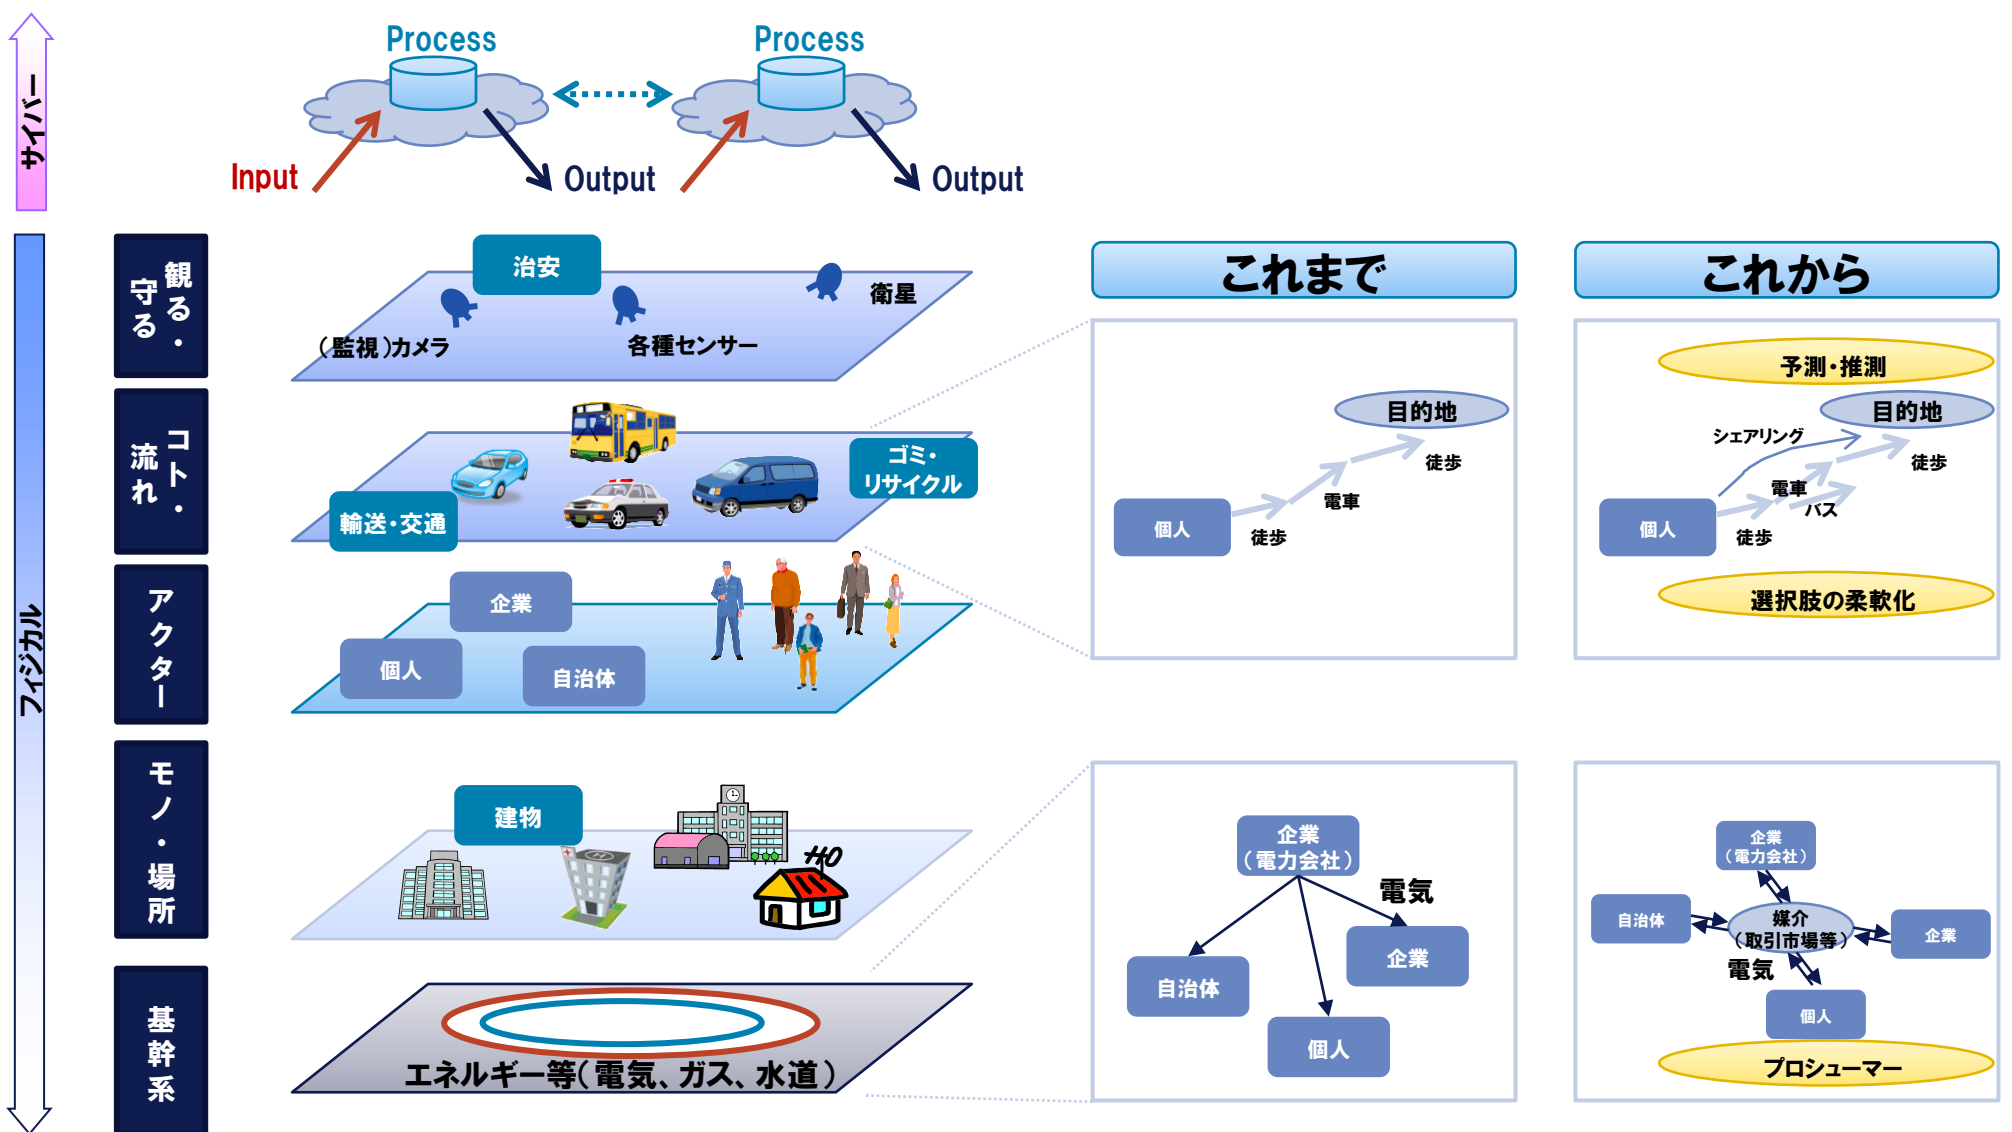 サイバー
Process
Process
Input
Output
Output
フィジカル
観る・
守る
治安
衛星
(監視)カメラ
各種センサー
コト・
流れ
ゴミ・
リサイクル
輸送・交通
アクター
企業
個人
自治体
モノ・場所
建物
基幹系
エネルギー等(電気、ガス、水道)
これまで
目的地
徒歩
電車
個人
徒歩
これから
予測・推測
目的地
シェアリング
徒歩
電車
バス
個人
徒歩
選択肢の柔軟化
企業
(電力会社)
電気
企業
自治体
個人
企業
(電力会社)
自治体
媒介
(取引市場等)
企業
電気
個人
プロシューマー